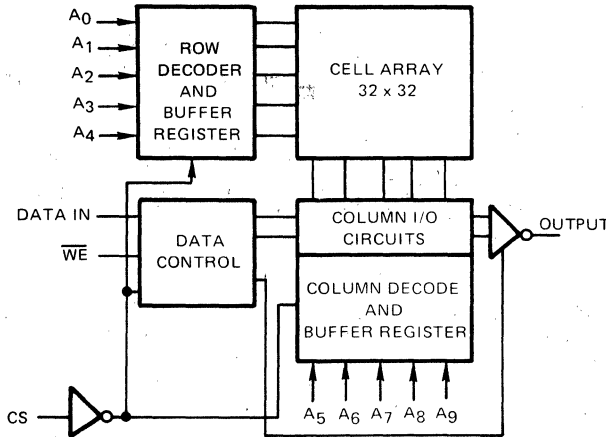 A0
A1
A2
A3
A4
ROW
DECODER
AND
BUFFER
REGISTER
CELL ARRAY
32 x 32
DATA IN
WE
DATA
CONTROL
COLUMN I/O
CIRCUITS
OUTPUT
COLUMN DECODE
AND
BUFFER REGISTER
CS
A5 A6 A7 A8 A9